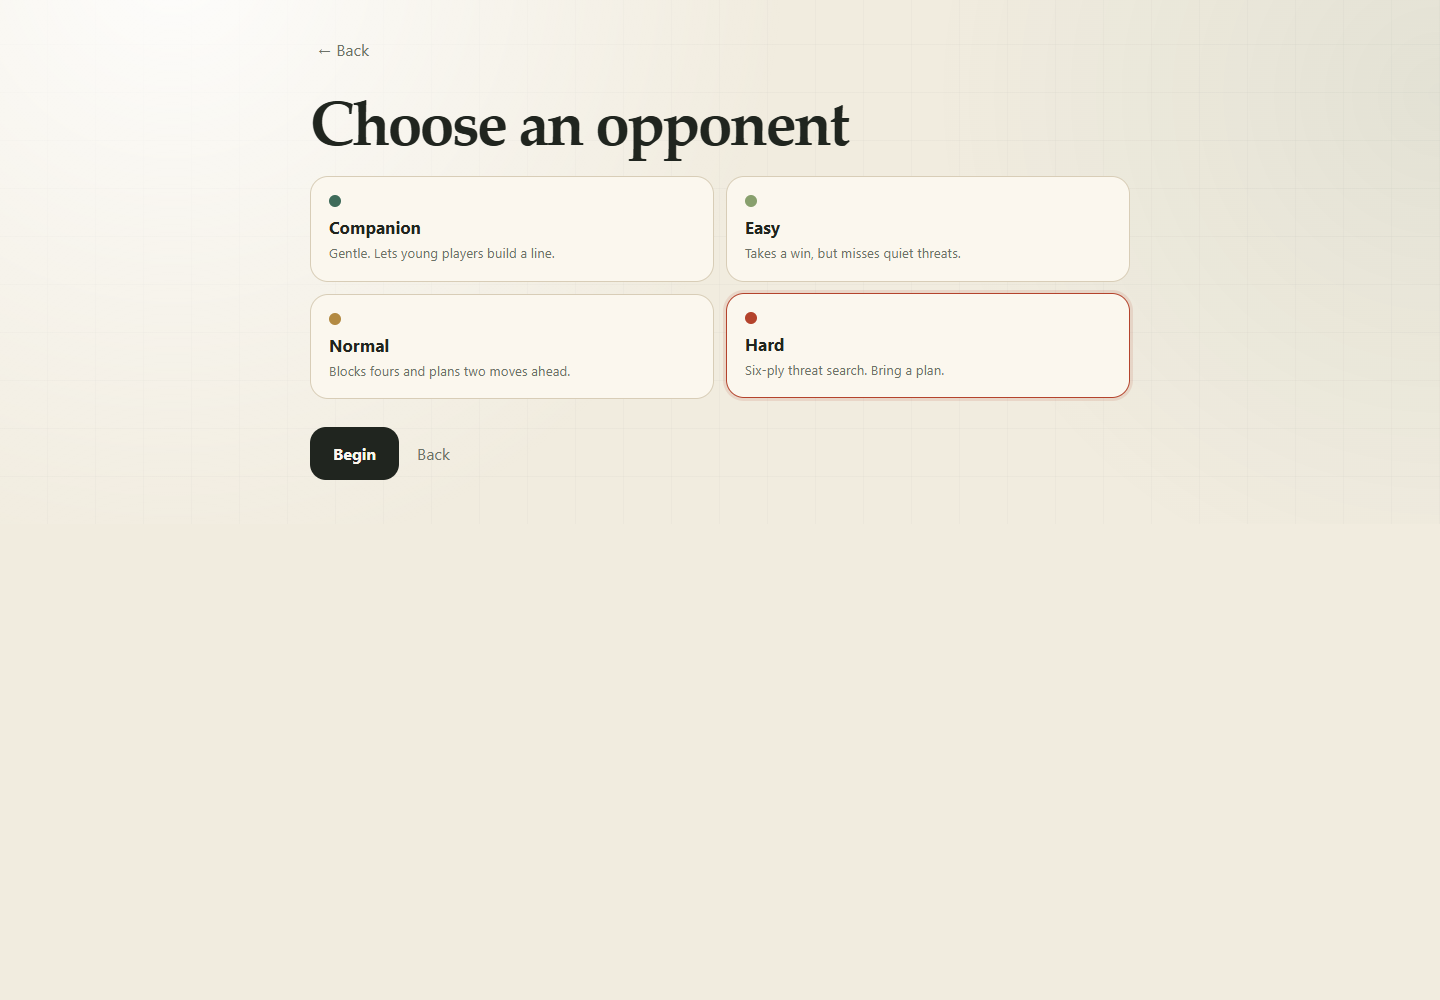 ← Back
Choose an opponent
Companion
Gentle. Lets young players build a line.
Easy
Takes a win, but misses quiet threats.
Normal
Blocks fours and plans two moves ahead.
Hard
Six-ply threat search. Bring a plan.
Begin
Back